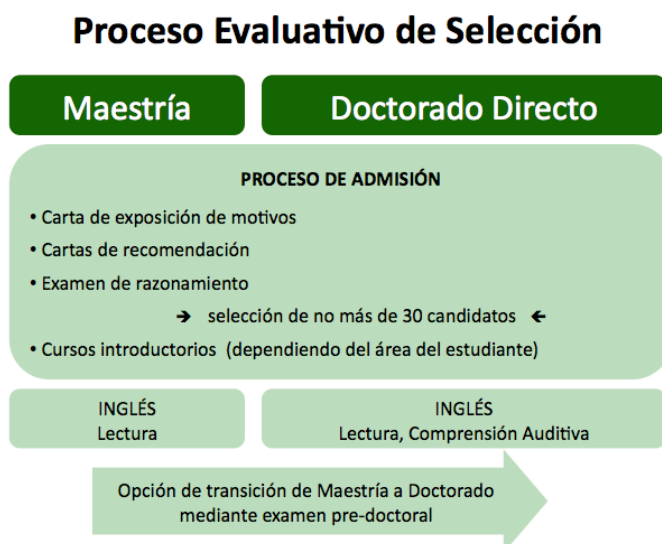 Proceso Evaluativo de Selección
Maestría
Doctorado Directo
PROCESO DE ADMISIÓN
• Carta de exposición de motivos
• Cartas de recomendación
• Examen de razonamiento
➔ selección de no más de 30 candidatos ←
• Cursos introductorios (dependiendo del área del estudiante)
INGLÉS
Lectura
INGLÉS
Lectura, Comprensión Auditiva
Opción de transición de Maestría a Doctorado
mediante examen pre-doctoral